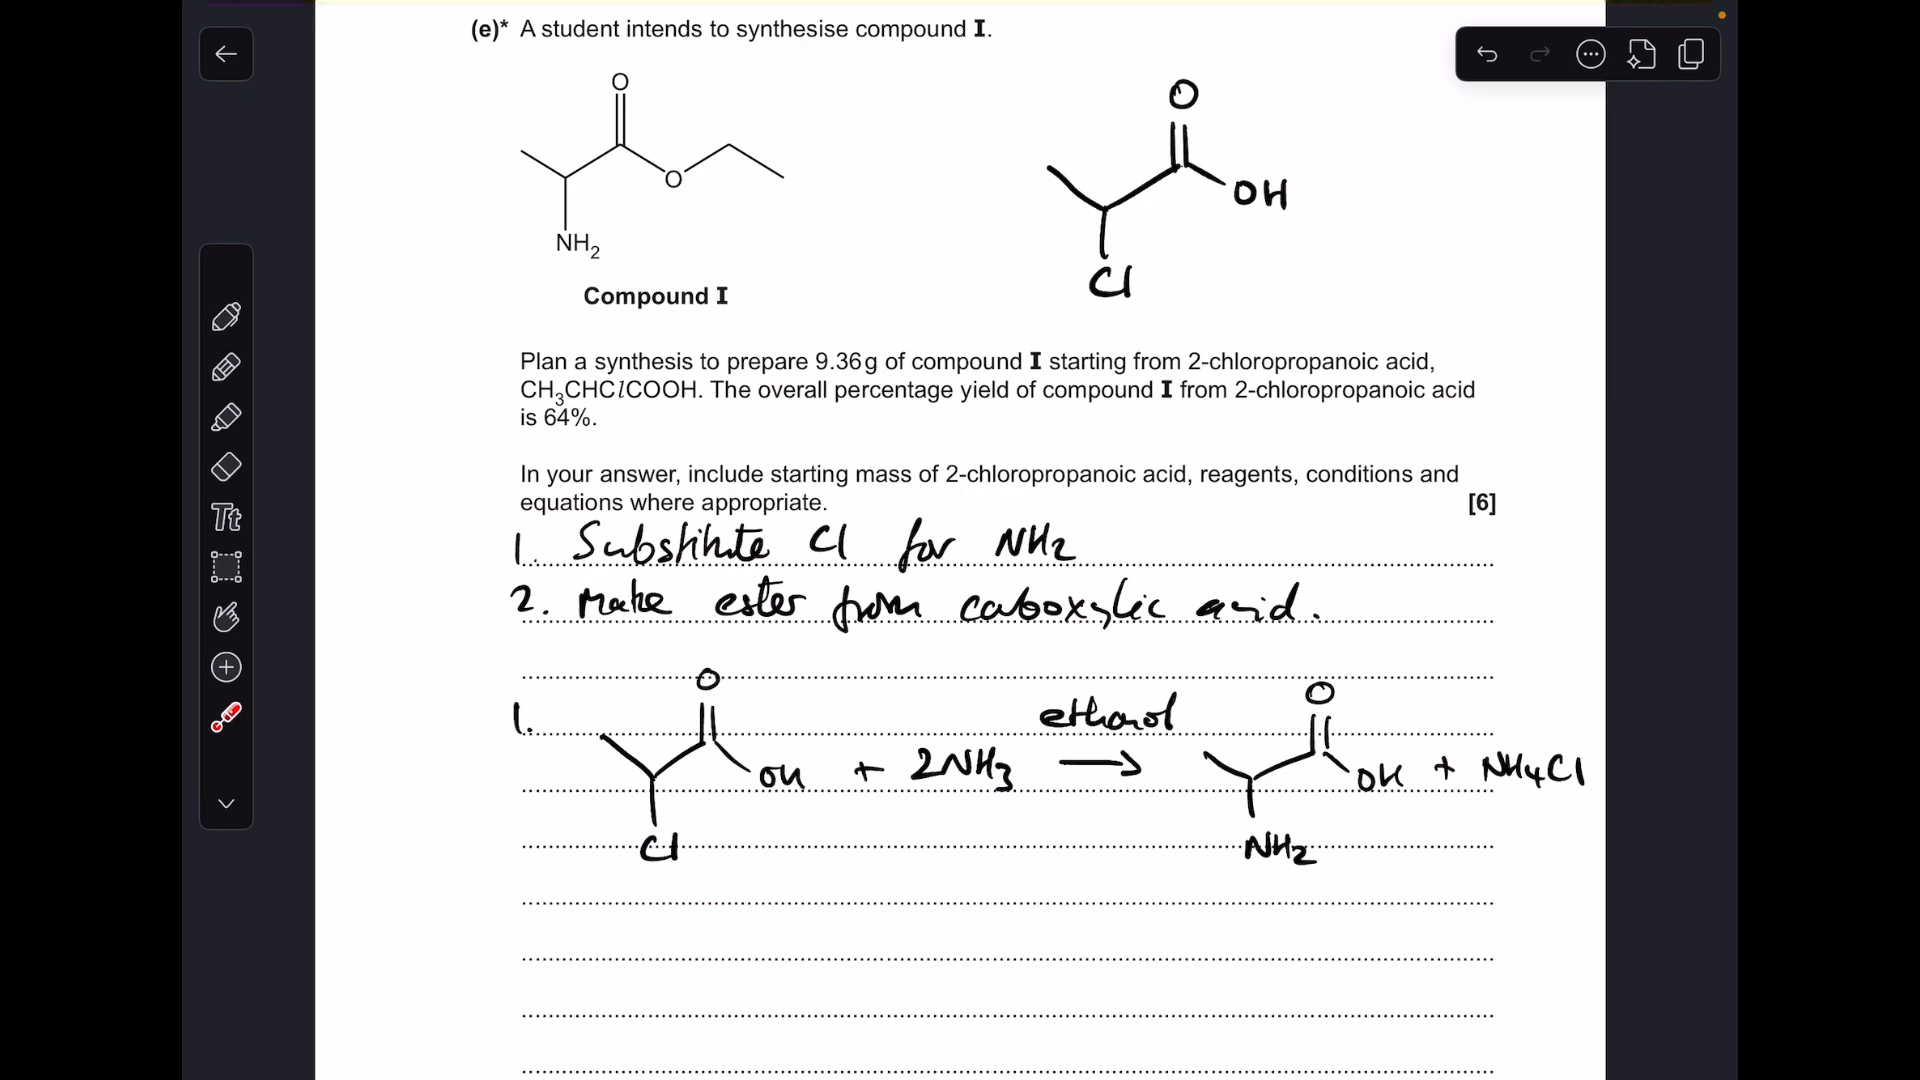 (e)* A student intends to synthesise compound I.
O
O
NH2
Compound I
O
OH
Cl
Plan a synthesis to prepare 9.36g of compound I starting from 2-chloropropanoic acid,
CH3CHClCOOH. The overall percentage yield of compound I from 2-chloropropanoic acid
is 64%.
In your answer, include starting mass of 2-chloropropanoic acid, reagents, conditions and
equations where appropriate. [6]
1. Substitute Cl for NH2
2. Make ester from caboxylic acid.
1. O OH Cl + 2NH3 ethanol → O OH NH2 + NH4Cl
Tt